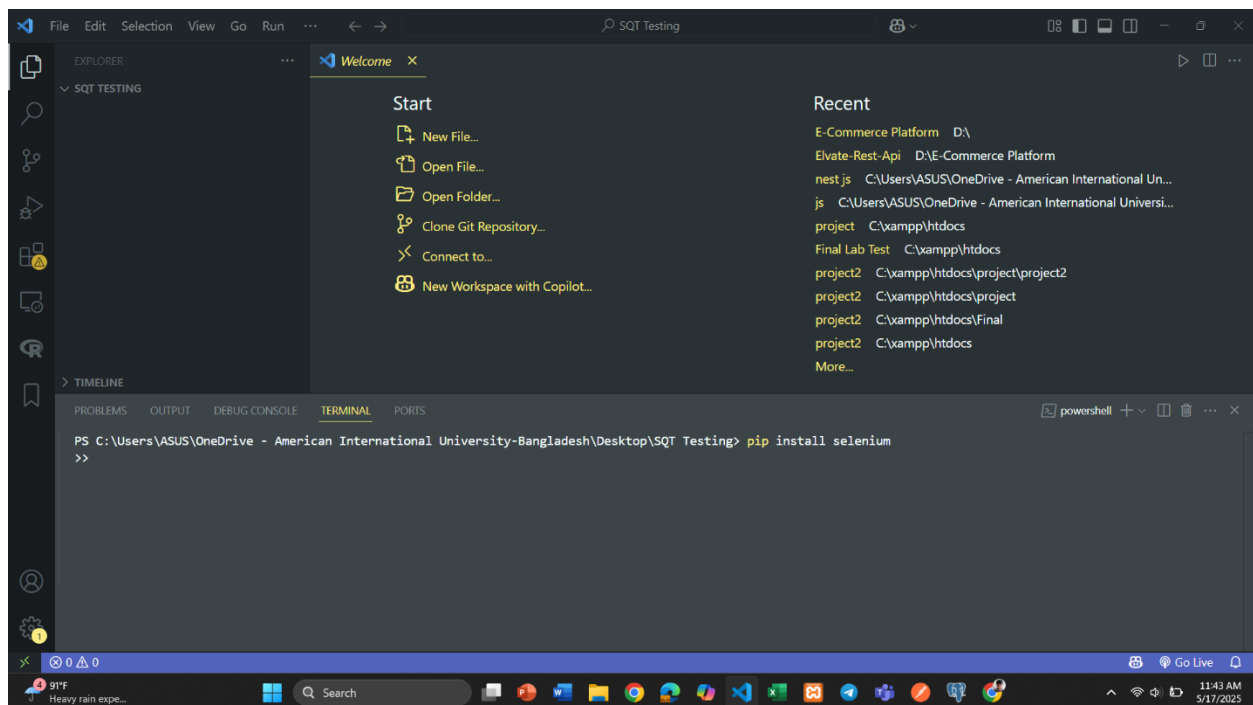 File Edit Selection View Go Run ··· ← → SQT Testing
EXPLORER ···
Welcome ×
SQT TESTING
Start
New File...
Open File...
Open Folder...
Clone Git Repository...
Connect to...
New Workspace with Copilot...
Recent
E-Commerce Platform D:\
Elvate-Rest-Api D:\E-Commerce Platform
nest js C:\Users\ASUS\OneDrive - American International Un...
js C:\Users\ASUS\OneDrive - American International Universi...
project C:\xampp\htdocs
Final Lab Test C:\xampp\htdocs
project2 C:\xampp\htdocs\project\project2
project2 C:\xampp\htdocs\project
project2 C:\xampp\htdocs\Final
project2 C:\xampp\htdocs
More...
TIMELINE
PROBLEMS OUTPUT DEBUG CONSOLE TERMINAL PORTS powershell
PS C:\Users\ASUS\OneDrive - American International University-Bangladesh\Desktop\SQT Testing> pip install selenium
>>
1
0 0 Go Live
4 91°F
Heavy rain expe...
Search
11:43 AM
5/17/2025